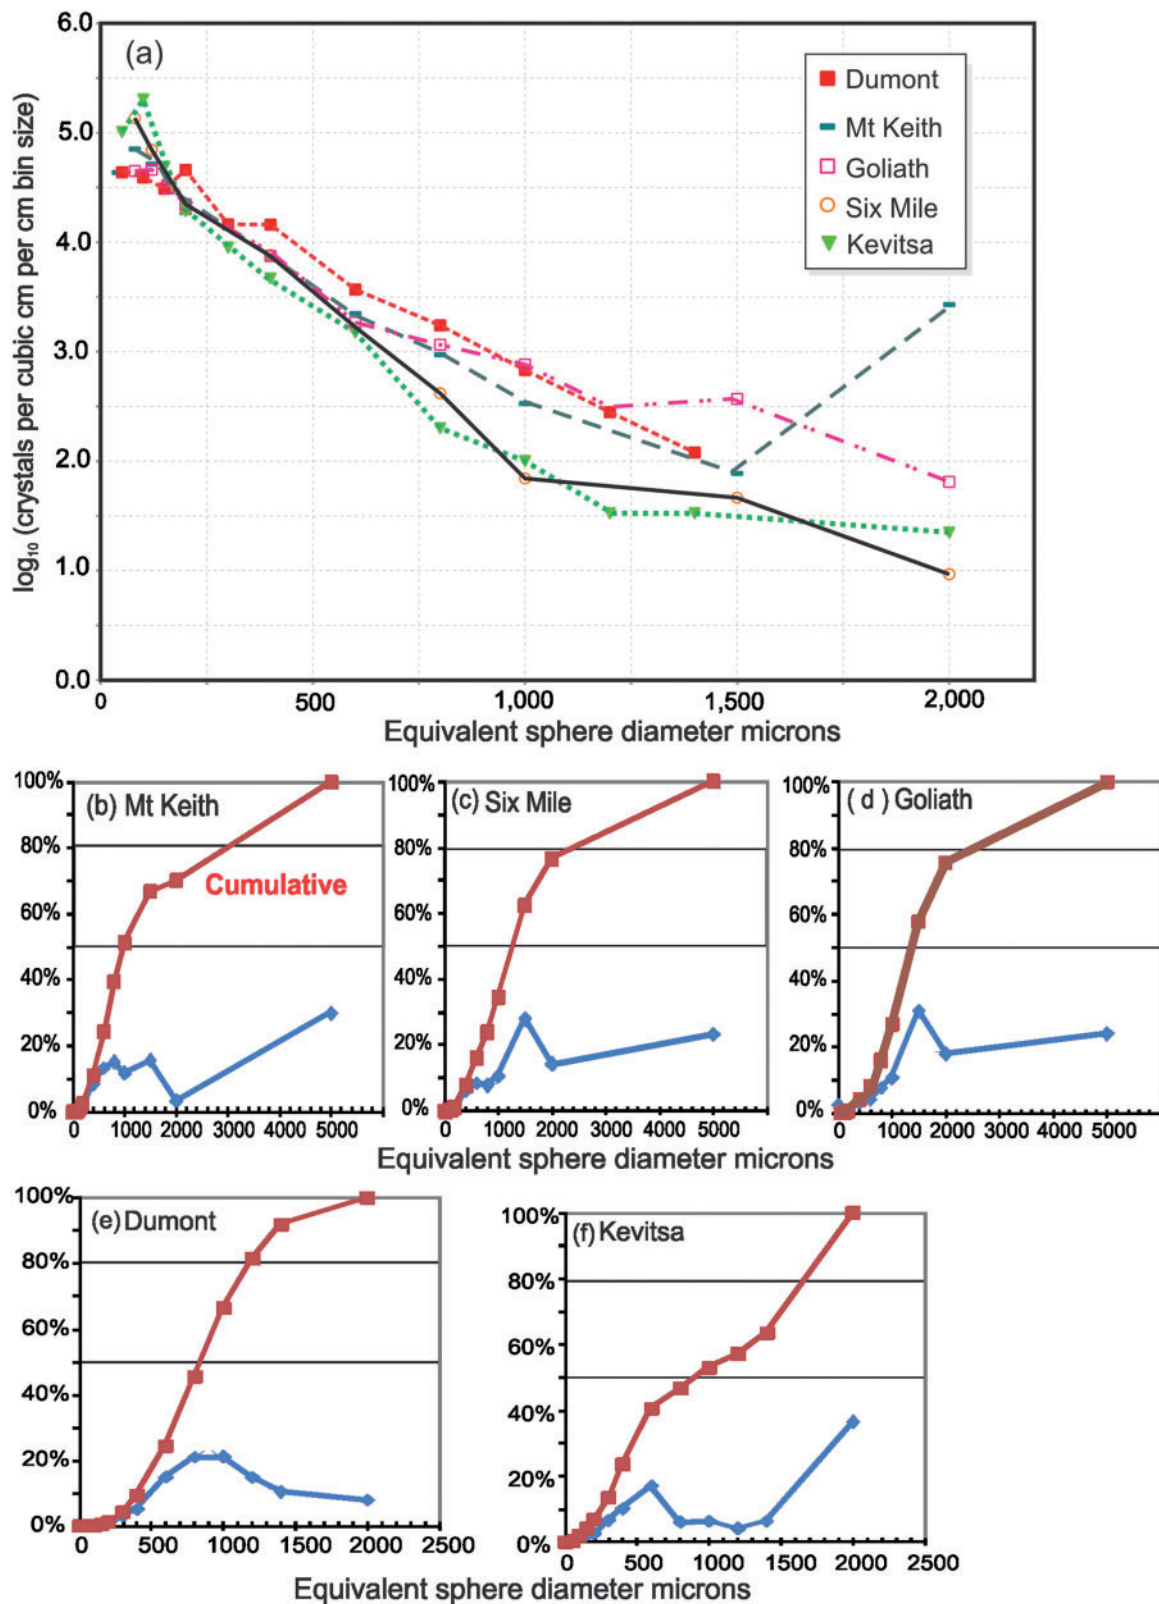 (a)
6.0
5.0
4.0
3.0
2.0
1.0
0.0
log₁₀ (crystals per cubic cm per cm bin size)
Dumont
Mt Keith
Goliath
Six Mile
Kevitsa
0 500 1,000 1,500 2,000
Equivalent sphere diameter microns
(b) Mt Keith
100%
80%
60%
40%
20%
0%
Cumulative
0 1000 2000 3000 4000 5000
(c) Six Mile
100%
80%
60%
40%
20%
0%
0 1000 2000 3000 4000 5000
(d) Goliath
100%
80%
60%
40%
20%
0%
0 1000 2000 3000 4000 5000
Equivalent sphere diameter microns
(e) Dumont
100%
80%
60%
40%
20%
0%
0 500 1000 1500 2000 2500
(f) Kevitsa
100%
80%
60%
40%
20%
0%
0 500 1000 1500 2000 2500
Equivalent sphere diameter microns